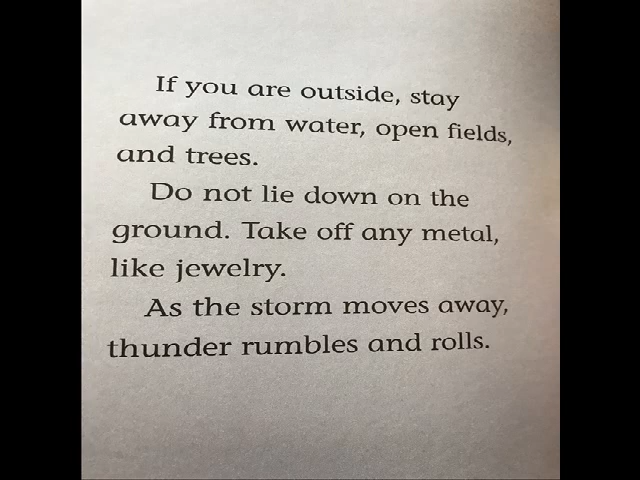 If you are outside, stay
away from water, open fields,
and trees.
Do not lie down on the
ground. Take off any metal,
like jewelry.
As the storm moves away,
thunder rumbles and rolls.